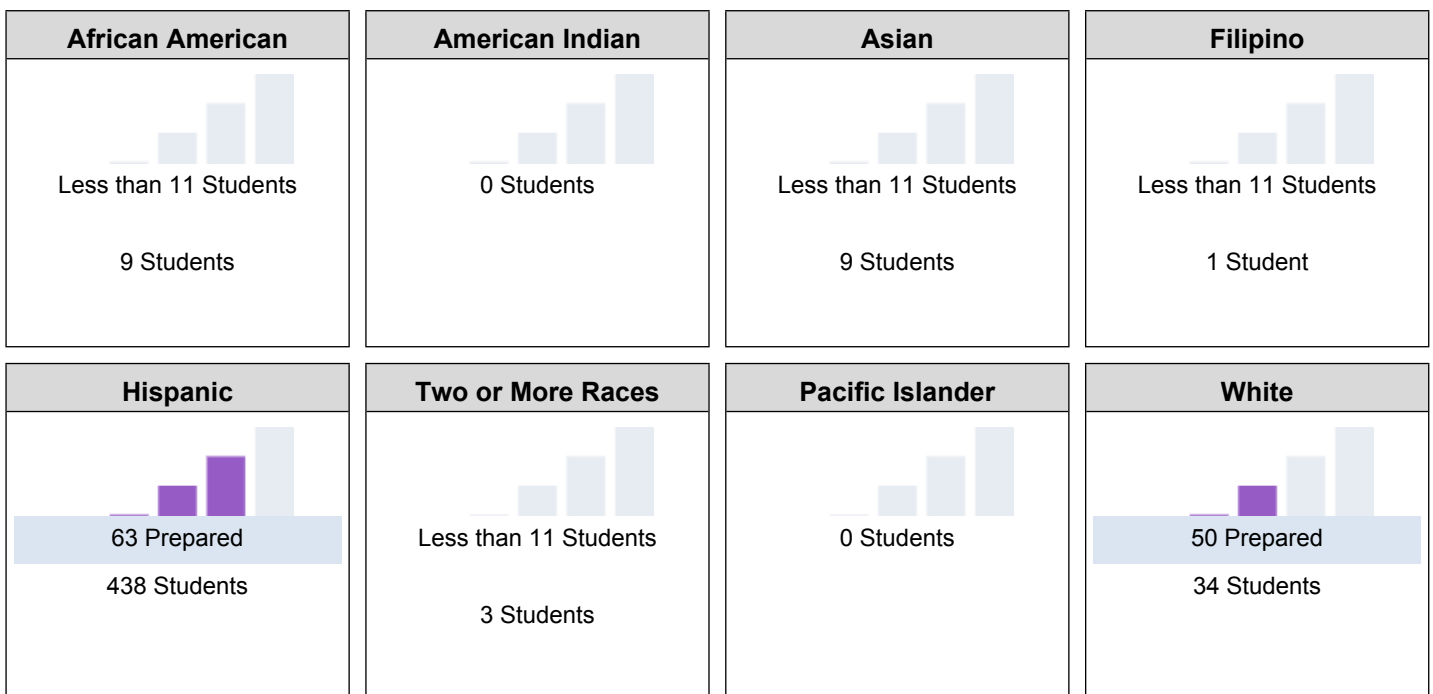 African American
Less than 11 Students
9 Students
American Indian
0 Students
Asian
Less than 11 Students
9 Students
Filipino
Less than 11 Students
1 Student
Hispanic
63 Prepared
438 Students
Two or More Races
Less than 11 Students
3 Students
Pacific Islander
0 Students
White
50 Prepared
34 Students